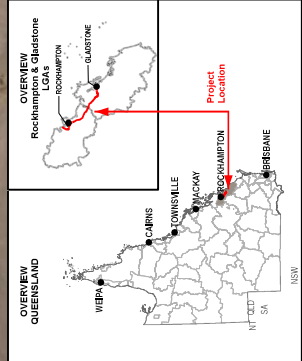 OVERVIEW
Rockhampton & Gladstone
LGAs
ROCKHAMPTON
GLADSTONE
Project
Location
OVERVIEW
QUEENSLAND
WEIPA
CAIRNS
TOWNSVILLE
MACKAY
ROCKHAMPTON
BRISBANE
NT
QLD
SA
NSW